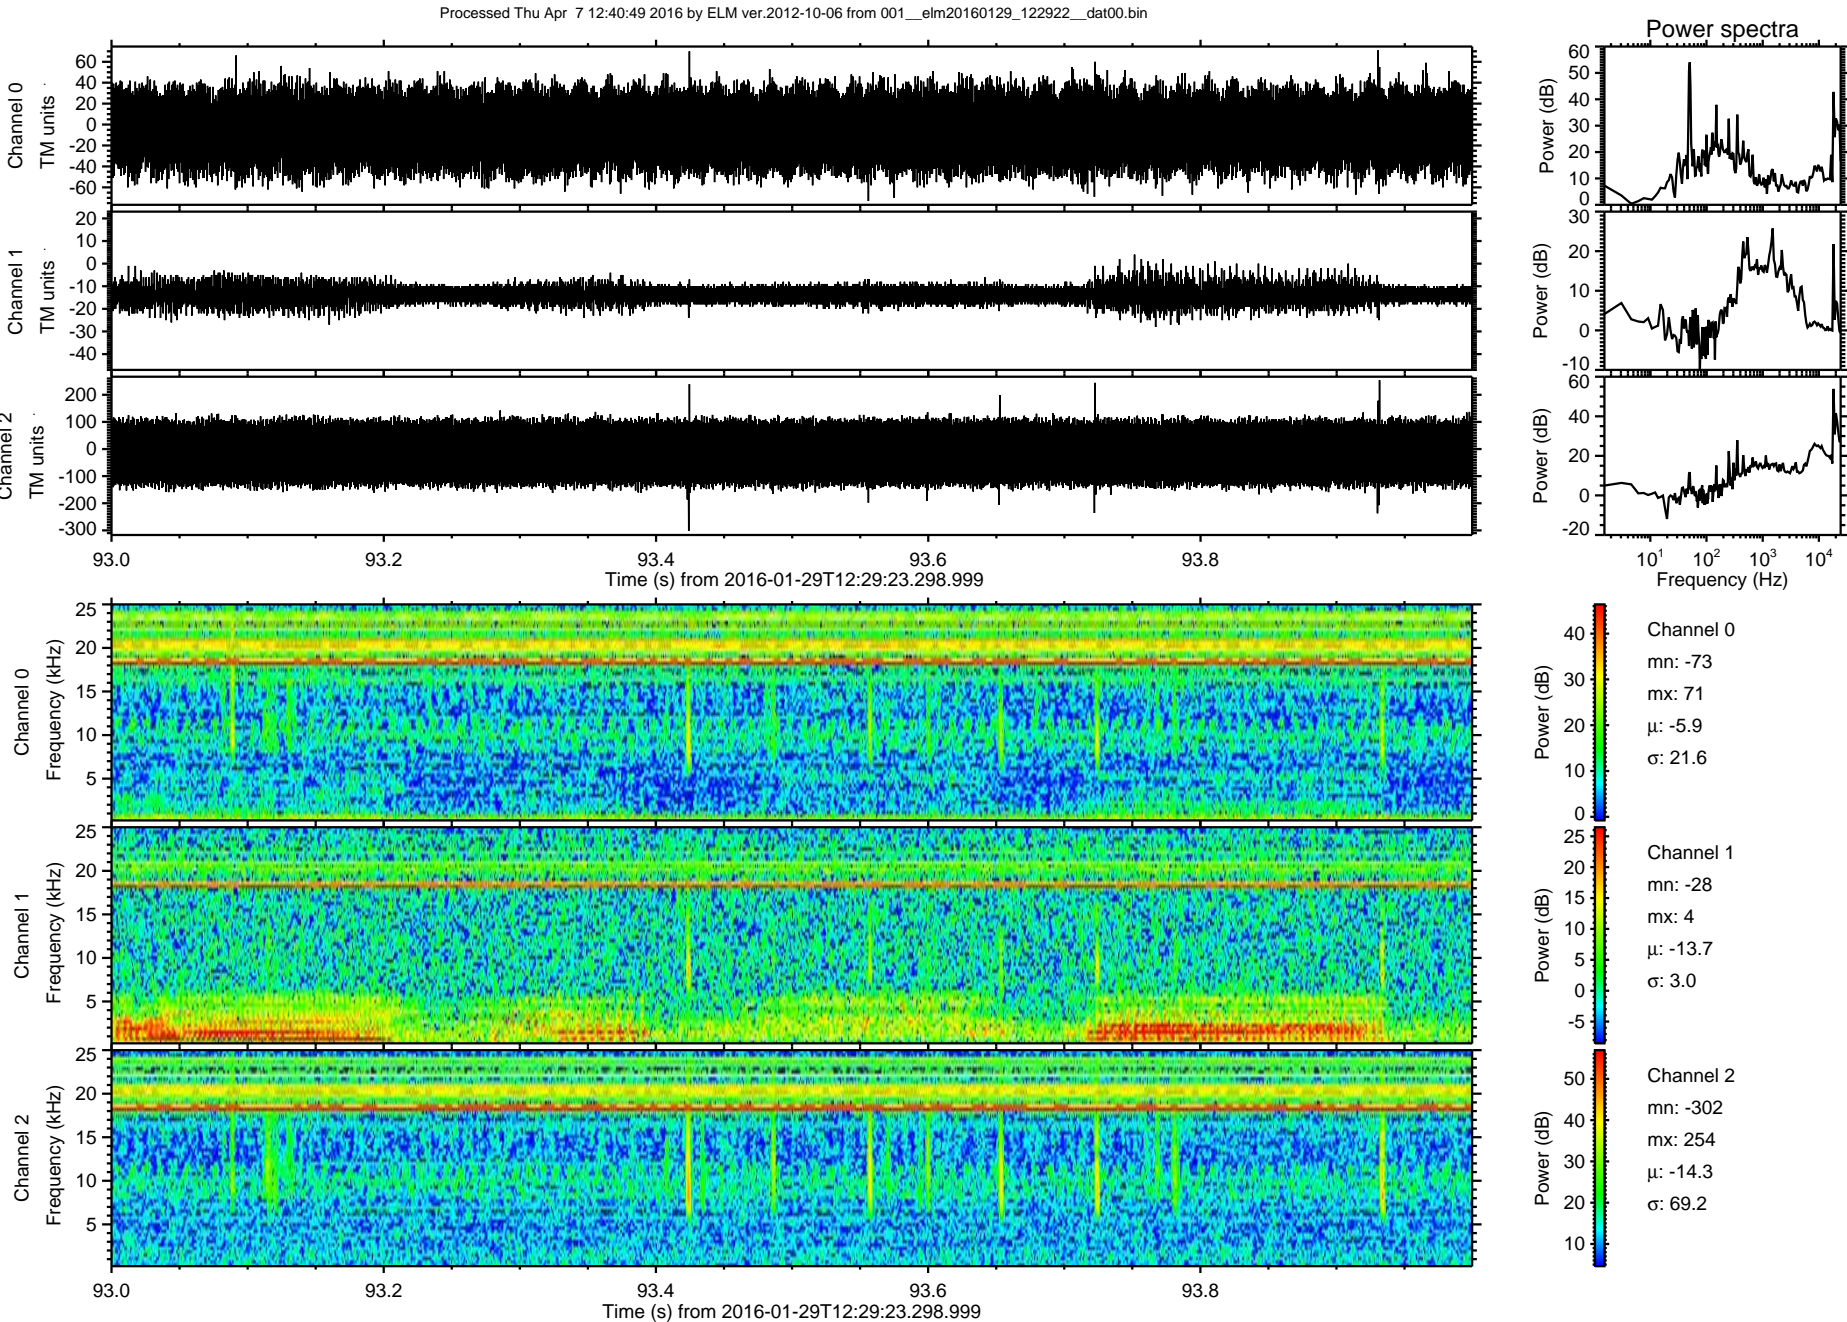 Processed Thu Apr  7 12:40:49 2016 by ELM ver.2012-10-06 from 001__elm20160129_122922__dat00.bin
Power spectra
Channel 0
TM units
60
40
20
0
-20
-40
-60
Power (dB)
60
50
40
30
20
10
0
Channel 1
TM units
20
10
0
-10
-20
-30
-40
Power (dB)
30
20
10
0
-10
Channel 2
TM units
200
100
0
-100
-200
-300
Power (dB)
60
40
20
0
-20
93.0 93.2 93.4 93.6 93.8
Time (s) from 2016-01-29T12:29:23.298.999
10^1 10^2 10^3 10^4
Frequency (Hz)
Channel 0
Frequency (kHz)
25
20
15
10
5
Power (dB)
40
30
20
10
0
Channel 0
mn: -73
mx: 71
μ: -5.9
σ: 21.6
Channel 1
Frequency (kHz)
25
20
15
10
5
Power (dB)
25
20
15
10
5
0
-5
Channel 1
mn: -28
mx: 4
μ: -13.7
σ: 3.0
Channel 2
Frequency (kHz)
25
20
15
10
5
Power (dB)
50
40
30
20
10
Channel 2
mn: -302
mx: 254
μ: -14.3
σ: 69.2
93.0 93.2 93.4 93.6 93.8
Time (s) from 2016-01-29T12:29:23.298.999